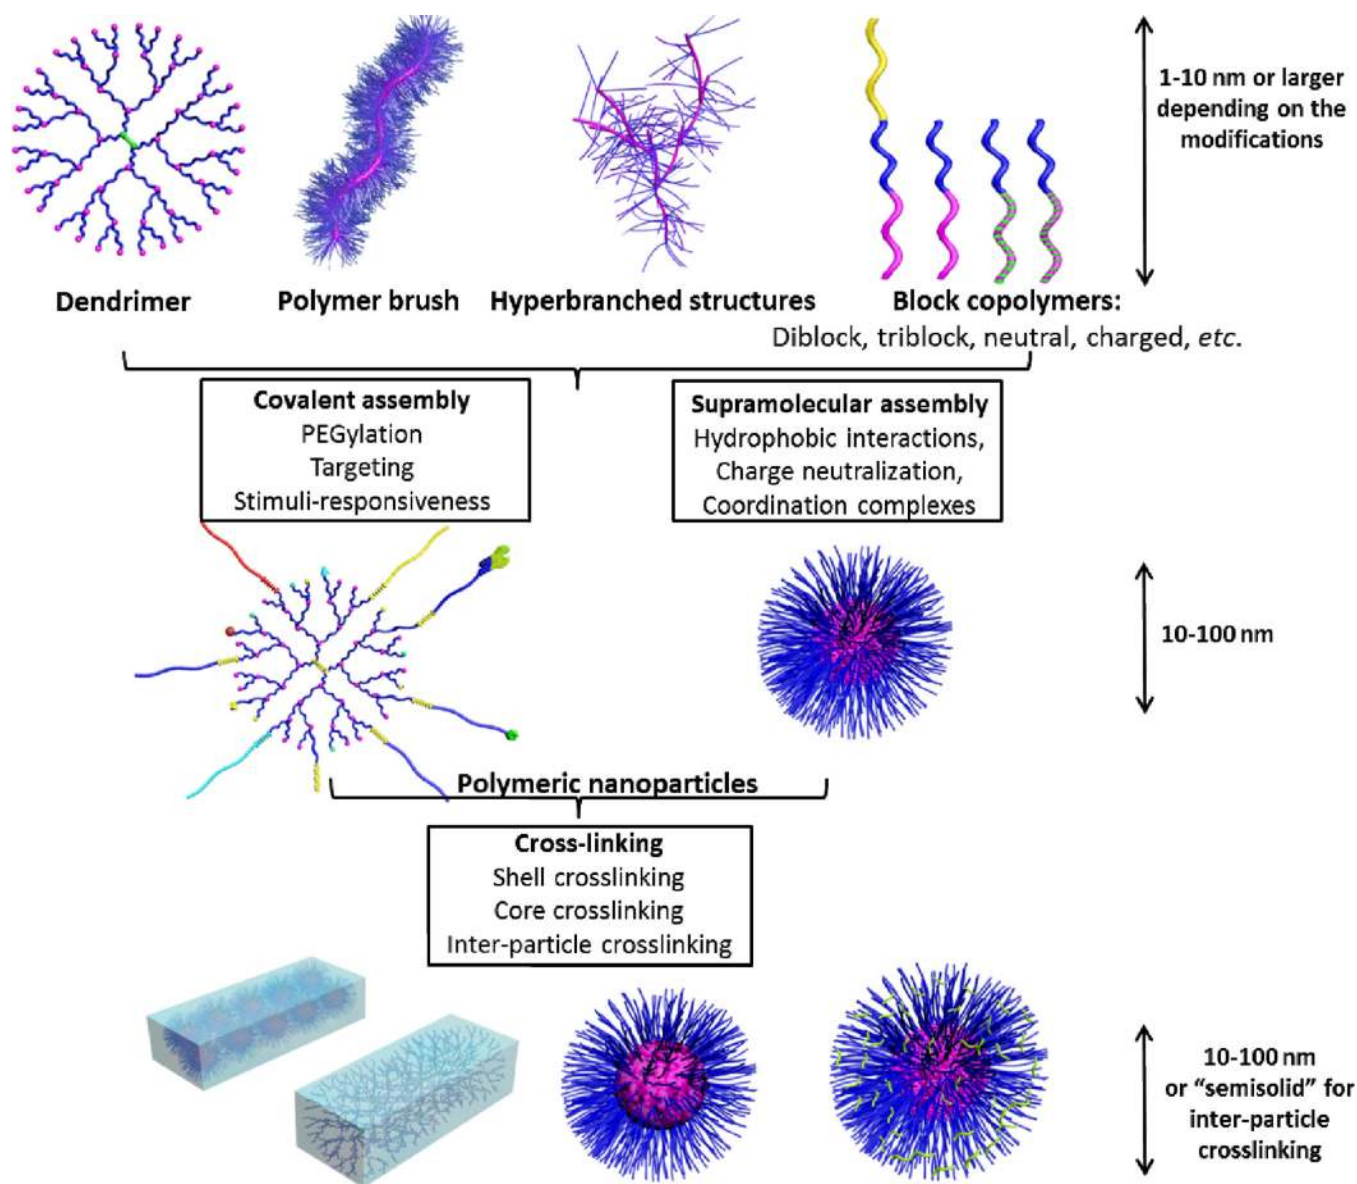 1-10 nm or larger
depending on the
modifications
Dendrimer
Polymer brush
Hyperbranched structures
Block copolymers:
Diblock, triblock, neutral, charged, etc.
Covalent assembly
PEGylation
Targeting
Stimuli-responsiveness
Supramolecular assembly
Hydrophobic interactions,
Charge neutralization,
Coordination complexes
10-100 nm
Polymeric nanoparticles
Cross-linking
Shell crosslinking
Core crosslinking
Inter-particle crosslinking
10-100 nm
or “semisolid” for
inter-particle
crosslinking